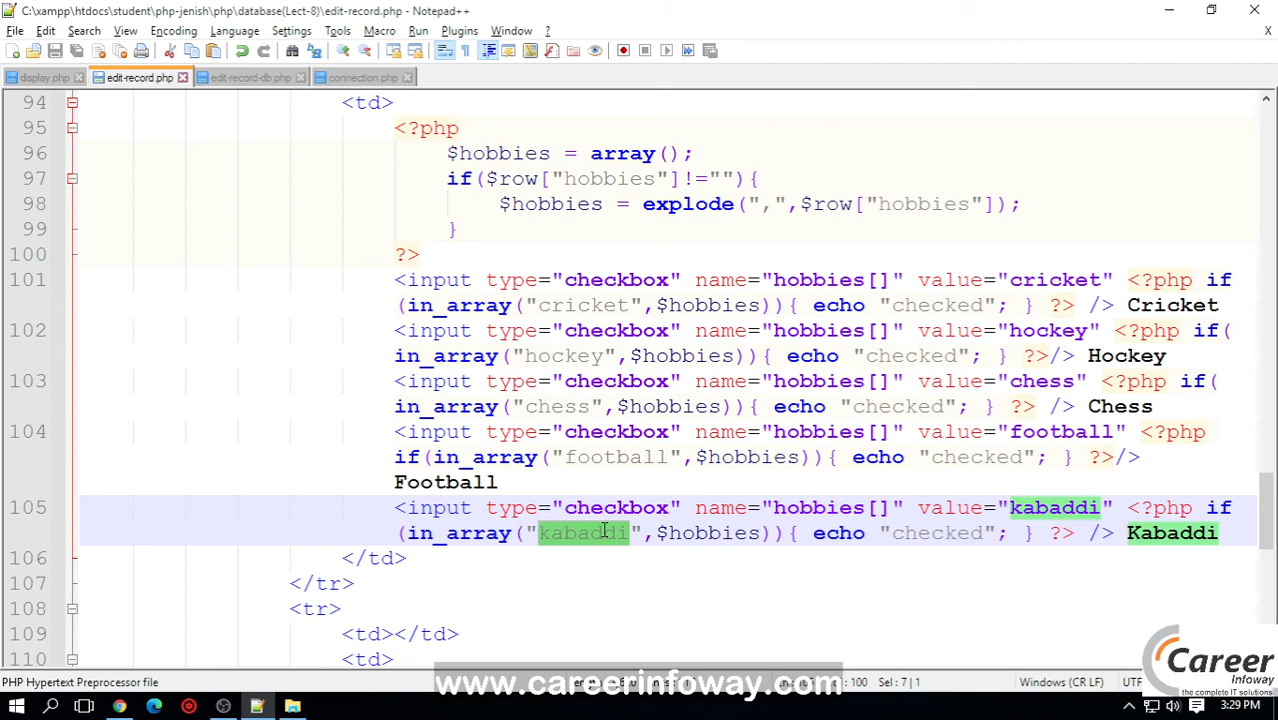 C:\xampp\htdocs\student\php-jenish\php\database(Lect-8)\edit-record.php - Notepad++
File Edit Search View Encoding Language Settings Tools Macro Run Plugins Window ?
display.php edit-record.php edit-record-db.php connection.php
94 <td>
95 <?php
96 $hobbies = array();
97 if($row["hobbies"]!=""){
98 $hobbies = explode(",",$row["hobbies"]);
99 }
100 ?>
101 <input type="checkbox" name="hobbies[]" value="cricket" <?php if
(in_array("cricket",$hobbies)){ echo "checked"; } ?> /> Cricket
102 <input type="checkbox" name="hobbies[]" value="hockey" <?php if(
in_array("hockey",$hobbies)){ echo "checked"; } ?>/> Hockey
103 <input type="checkbox" name="hobbies[]" value="chess" <?php if(
in_array("chess",$hobbies)){ echo "checked"; } ?> /> Chess
104 <input type="checkbox" name="hobbies[]" value="football" <?php
if(in_array("football",$hobbies)){ echo "checked"; } ?>/>
Football
105 <input type="checkbox" name="hobbies[]" value="kabaddi" <?php if
(in_array("kabaddi",$hobbies)){ echo "checked"; } ?> /> Kabaddi
106 </td>
107 </tr>
108 <tr>
109 <td></td>
110 <td>
Career
Infoway
...the complete IT solutions
www.careerinfoway.com
PHP Hypertext Preprocessor file : 100 Sel : 7 | 1 Windows (CR LF) UTF
3:29 PM